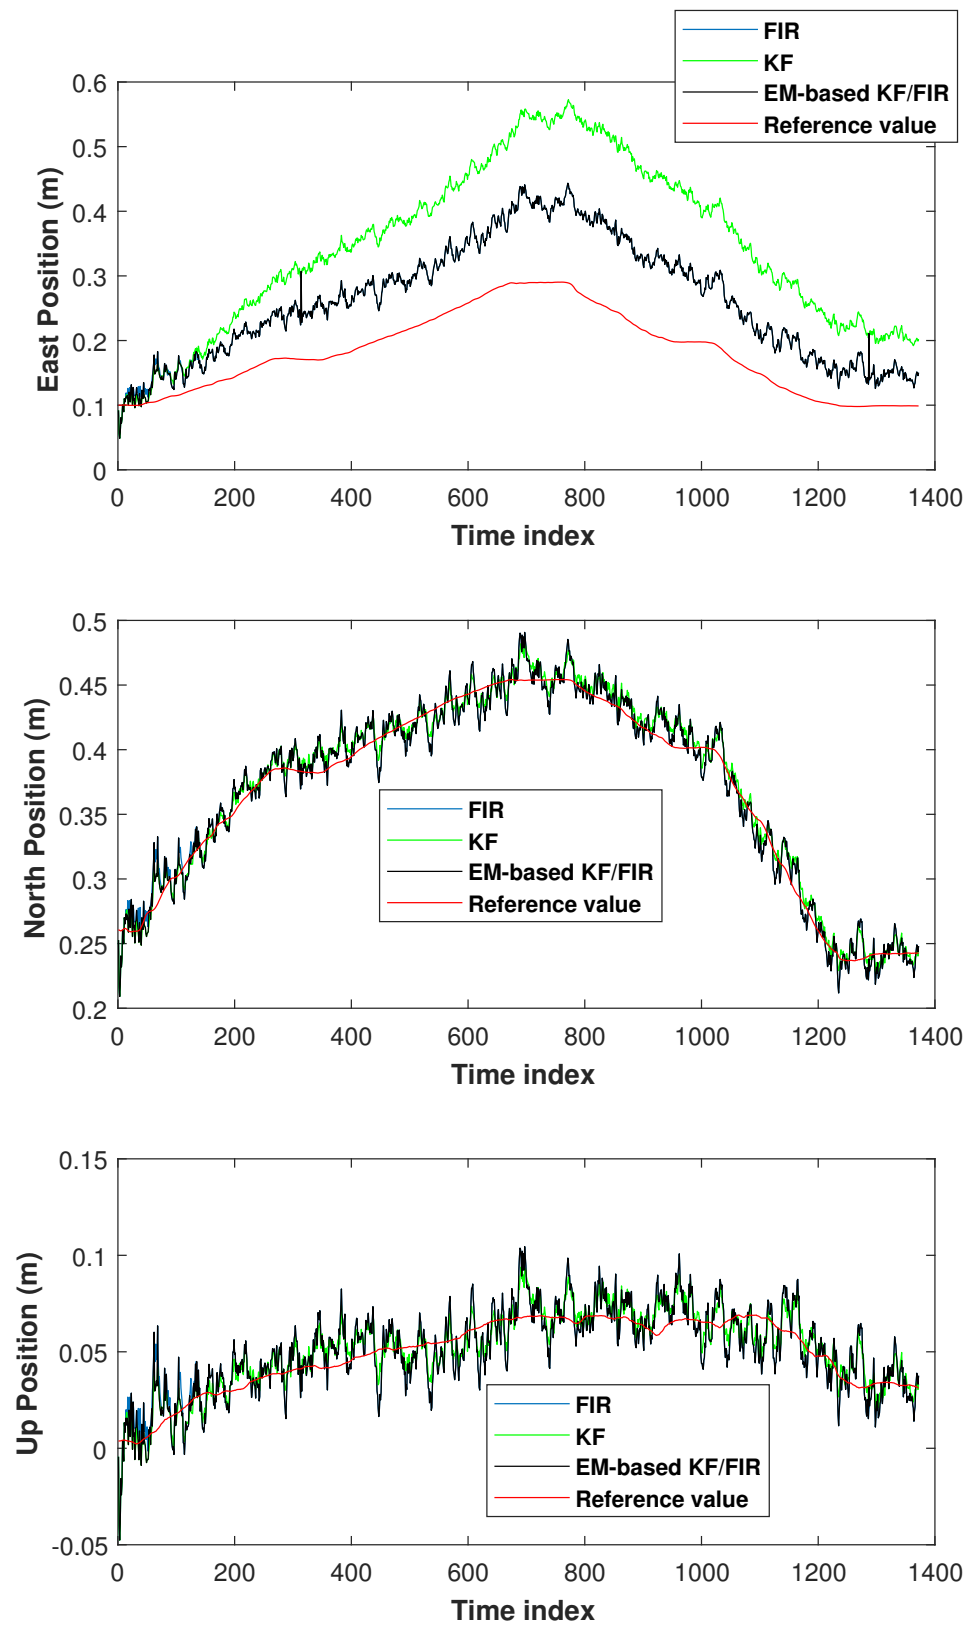 FIR
KF
EM-based KF/FIR
Reference value
0.6
0.5
0.4
0.3
0.2
0.1
0
East Position (m)
0 200 400 600 800 1000 1200 1400
Time index
0.5
0.45
0.4
0.35
0.3
0.25
0.2
North Position (m)
FIR
KF
EM-based KF/FIR
Reference value
0 200 400 600 800 1000 1200 1400
Time index
0.15
0.1
0.05
0
-0.05
Up Position (m)
FIR
KF
EM-based KF/FIR
Reference value
0 200 400 600 800 1000 1200 1400
Time index